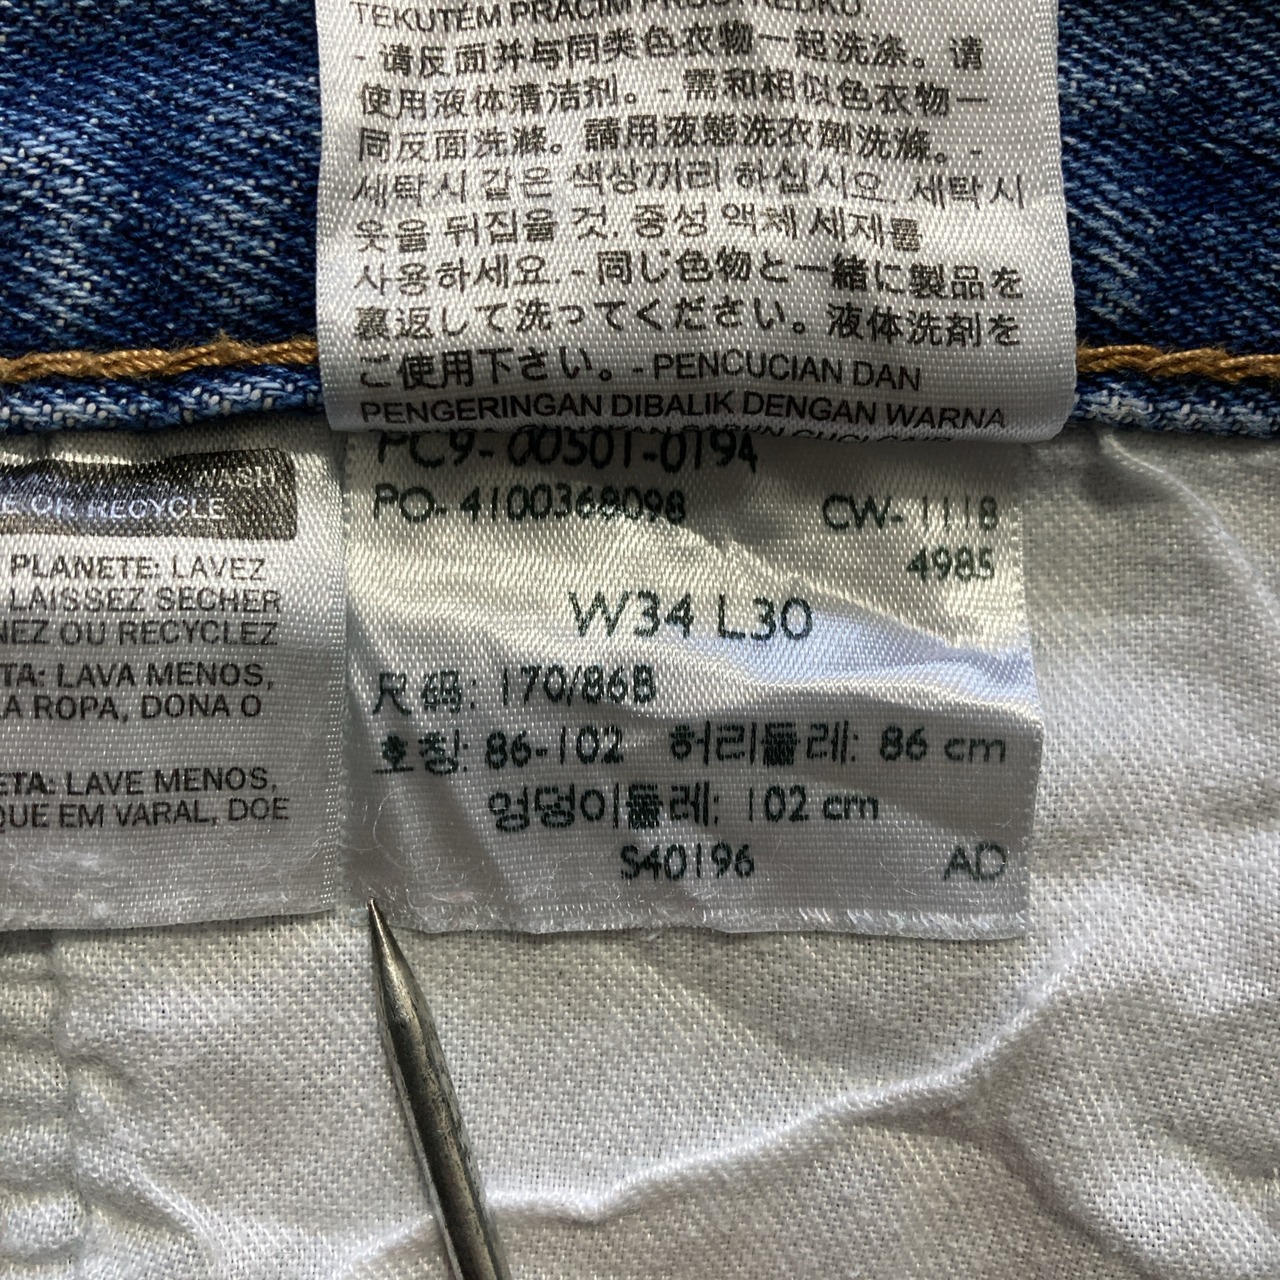 TEKUTÉM PRACÍM
- 请反面并与同类色衣物一起洗涤。请
使用液体清洁剂。- 需和相似色衣物一
同反面洗滌。請用液態洗衣劑洗滌。-
세탁시 같은 색상끼리 하십시오. 세탁시
옷을 뒤집을 것. 중성 액체 세제를
사용하세요. - 同じ色物と一緒に製品を
裏返して洗ってください。液体洗剤を
ご使用下さい。- PENCUCIAN DAN
PENGERINGAN DIBALIK DENGAN WARNA
PC9- 00501-0194
PO- 4100368098 CW- 1118
4985
W34 L30
尺码: 170/86B
호칭: 86-102 허리둘레: 86 cm
엉덩이둘레: 102 cm
S40196 AD
WASH
E OR RECYCLE
PLANETE: LAVEZ
LAISSEZ SECHER
NEZ OU RECYCLEZ
TA: LAVA MENOS,
LA ROPA, DONA O
ETA: LAVE MENOS,
QUE EM VARAL, DOE